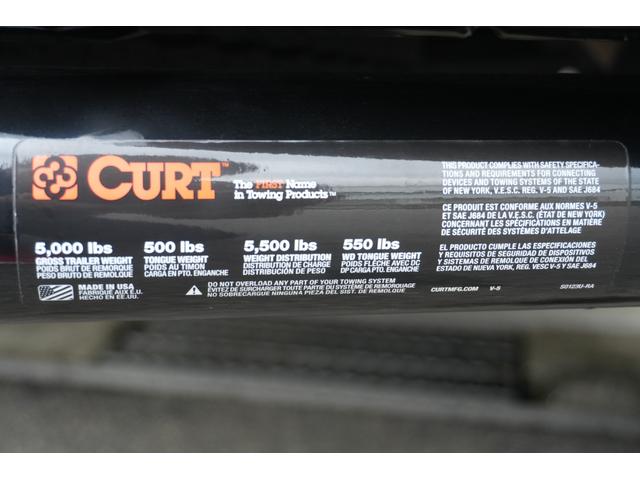 CURT™
The FIRST Name
in Towing Products™
THIS PRODUCT COMPLIES WITH SAFETY, SPECIFICA-
TIONS AND REQUIREMENTS FOR CONNECTING
DEVICES AND TOWING SYSTEMS OF THE STATE
OF NEW YORK, V.E.S.C. REG. V-5 AND SAE J684
CE PRODUIT EST CONFORME AUX NORMES V-5
ET SAE J684 DE LA V.E.S.C. (ÉTAT DE NEW YORK)
CONCERNANT LES SPÉCIFICATIONS EN MATIÈRE
DE SÉCURITÉ DES SYSTÈMES D'ATTELAGE
EL PRODUCTO CUMPLE LAS ESPECIFICACIONES
Y REQUISITOS DE SEGURIDAD DE DISPOSITIVOS
Y SISTEMAS DE REMOLQUE DE CONEXIÓN DEL
ESTADO DE NUEVA YORK, REG. VESC V-5 Y SAE J684
5,000 lbs
GROSS TRAILER WEIGHT
POIDS BRUT DE REMORQUE
PESO BRUTO DEL REMOLQUE
500 lbs
TONGUE WEIGHT
POIDS AU TIMON
CARGA EN PTO. ENGANCHE
5,500 lbs
WEIGHT DISTRIBUTION
DISTRIBUTION DE CHARGE
DISTRIBUCIÓN DE PESO
550 lbs
WD TONGUE WEIGHT
POIDS FLÈCHE AVEC DC
DP CARGA PTO. ENGANCHE
MADE IN USA
FABRIQUÉ AUX É.U.
HECHO EN EE.UU.
DO NOT OVERLOAD ANY PART OF YOUR TOWING SYSTEM
ÉVITEZ DE SURCHARGER TOUTE PARTIE DU SYSTÈME DE REMORQUAGE
NO SOBRECARGUE NINGUNA PIEZA DEL SIST. DE REMOLQUE
CURTMFG.COM V-5 S0123U-RA